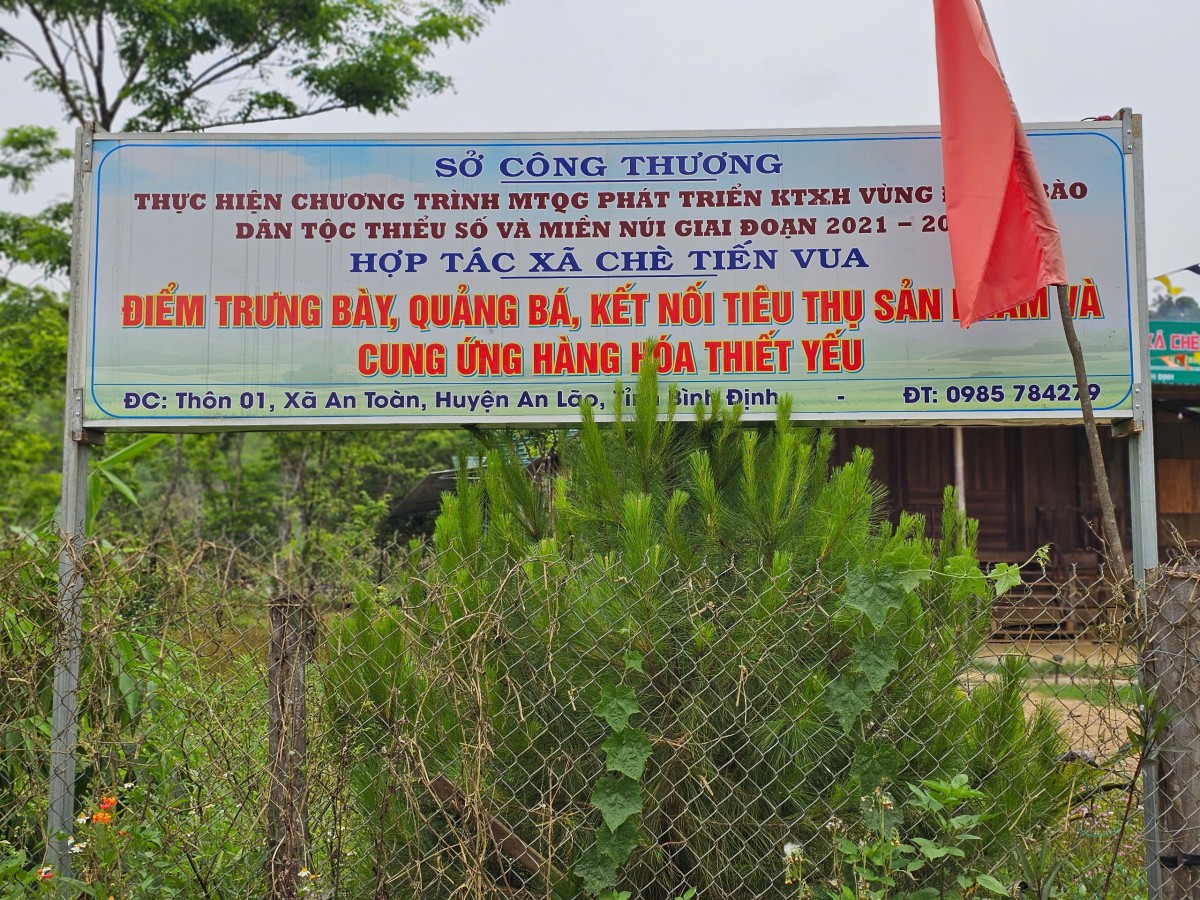 SỞ CÔNG THƯƠNG
THỰC HIỆN CHƯƠNG TRÌNH MTQG PHÁT TRIỂN KTXH VÙNG BÀO
DÂN TỘC THIỂU SỐ VÀ MIỀN NÚI GIAI ĐOẠN 2021 –
HỢP TÁC XÃ CHÈ TIẾN VUA
ĐIỂM TRƯNG BÀY, QUẢNG BÁ, KẾT NỐI TIÊU THỤ SẢN VÀ
CUNG ỨNG HÀNG HÓA THIẾT YẾU
ĐC: Thôn 01, Xã An Toàn, Huyện An Lão, Tỉnh Bình Định - ĐT: 0985 784279
XÃ CHÈ